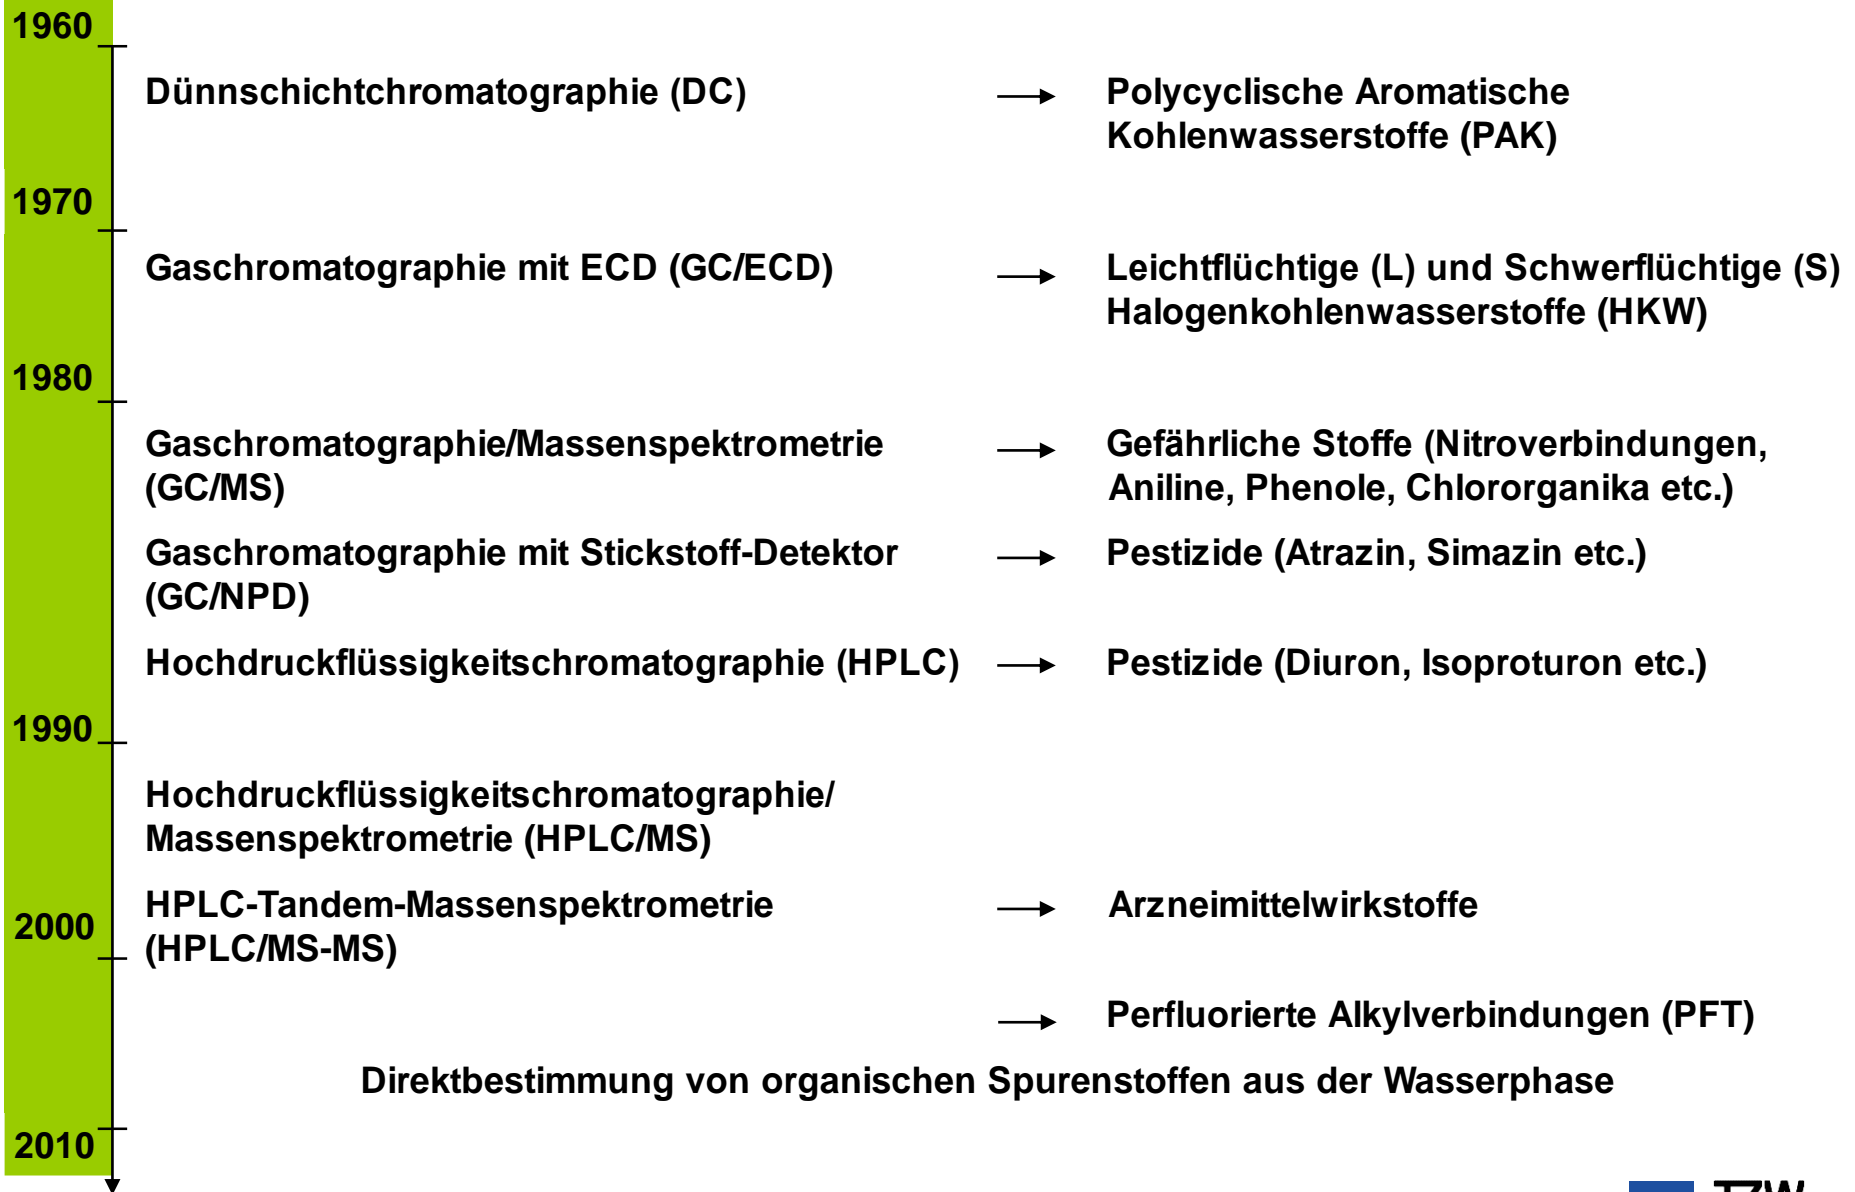 1960
Dünnschichtchromatographie (DC) Polycyclische Aromatische
Kohlenwasserstoffe (PAK)
1970
Gaschromatographie mit ECD (GC/ECD) Leichtflüchtige (L) und Schwerflüchtige (S)
Halogenkohlenwasserstoffe (HKW)
1980
Gaschromatographie/Massenspektrometrie Gefährliche Stoffe (Nitroverbindungen,
(GC/MS) Aniline, Phenole, Chlororganika etc.)
Gaschromatographie mit Stickstoff-Detektor Pestizide (Atrazin, Simazin etc.)
(GC/NPD)
Hochdruckflüssigkeitschromatographie (HPLC) Pestizide (Diuron, Isoproturon etc.)
1990
Hochdruckflüssigkeitschromatographie/
Massenspektrometrie (HPLC/MS)
HPLC-Tandem-Massenspektrometrie Arzneimittelwirkstoffe
2000
(HPLC/MS-MS)
Perfluorierte Alkylverbindungen (PFT)
Direktbestimmung von organischen Spurenstoffen aus der Wasserphase
2010
TZW